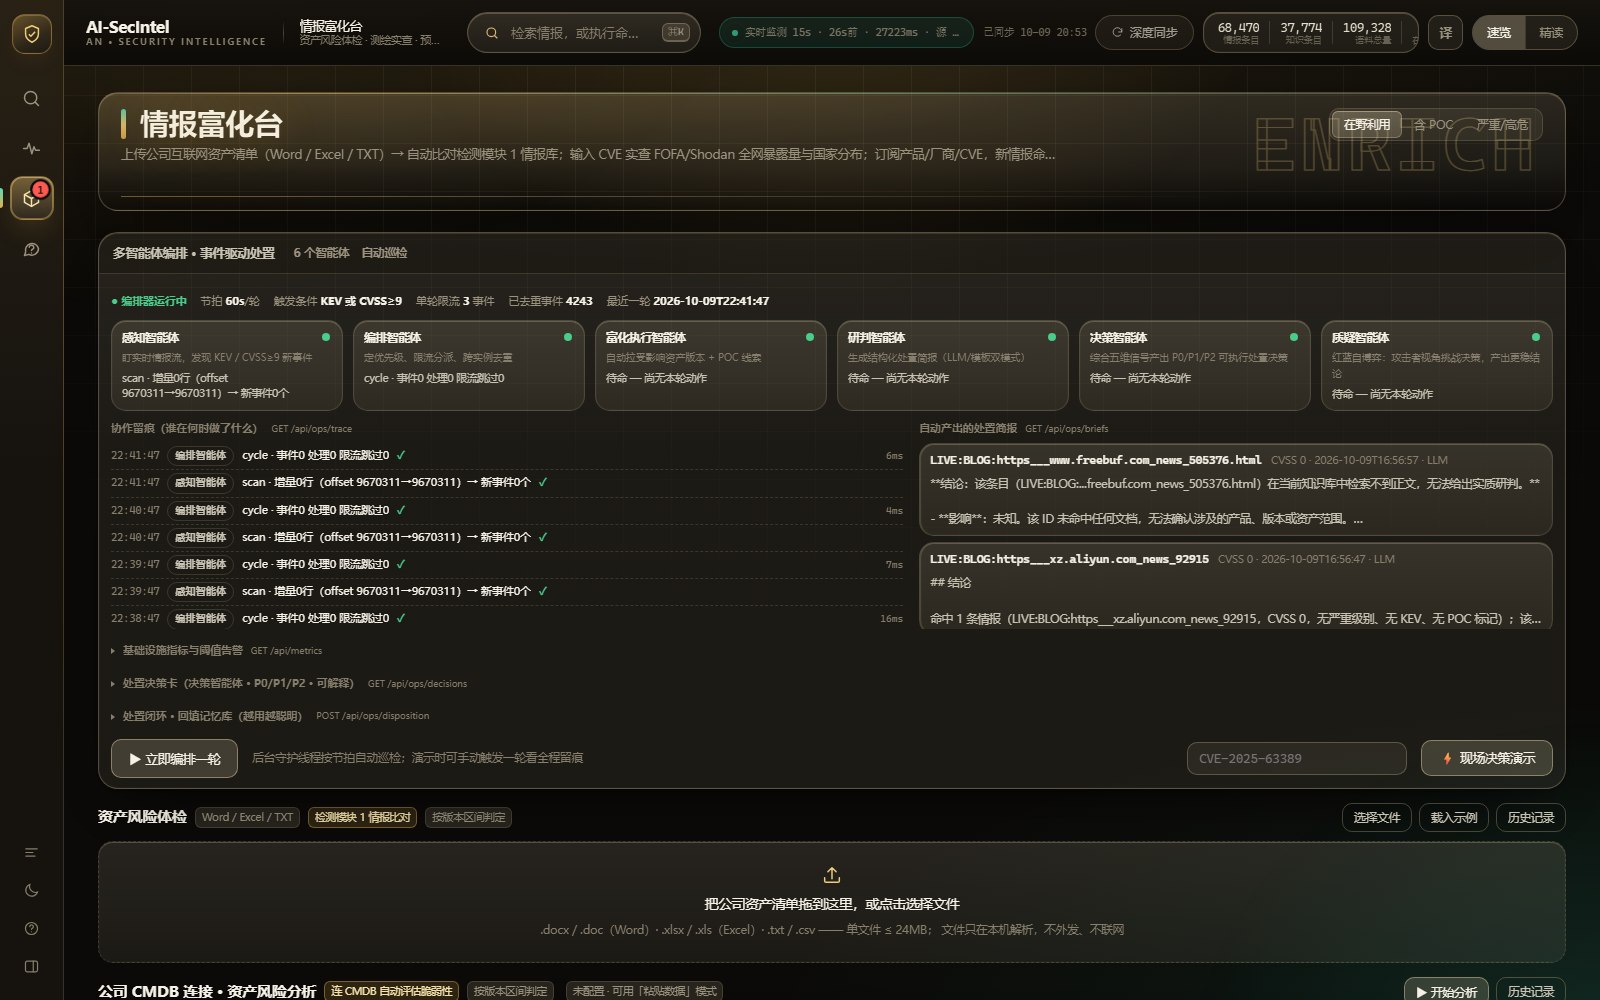 AI-SecIntel
AN • SECURITY INTELLIGENCE
情报富化台
资产风险体检 · 测绘实查 · 预...
检索情报，或执行命... ⌘K
实时监测 15s · 26s前 · 27223ms · 源 …
已同步 10-09 20:53
深度同步
68,470 情报条目
37,774 知识条目
109,328 语料总量
译
速览 精读
1
情报富化台
上传公司互联网资产清单（Word / Excel / TXT）→ 自动比对检测模块 1 情报库；输入 CVE 实查 FOFA/Shodan 全网暴露量与国家分布；订阅产品/厂商/CVE，新情报命...
ENRICH
在野利用 含 POC 严重/高危
多智能体编排 • 事件驱动处置 6 个智能体 自动巡检
编排器运行中 节拍 60s/轮 触发条件 KEV 或 CVSS≥9 单轮限流 3 事件 已去重事件 4243 最近一轮 2026-10-09T22:41:47
感知智能体
盯实时情报流，发现 KEV / CVSS≥9 新事件
scan · 增量0行（offset
9670311→9670311）→ 新事件0个
编排智能体
定优先级、限流分派、跨实例去重
cycle · 事件0 处理0 限流跳过0
富化执行智能体
自动拉受影响资产版本 + POC 线索
待命 — 尚无本轮动作
研判智能体
生成结构化处置简报（LLM/模板双模式）
待命 — 尚无本轮动作
决策智能体
综合五维信号产出 P0/P1/P2 可执行处置决策
待命 — 尚无本轮动作
质疑智能体
红蓝自博弈：攻击者视角挑战决策，产出更稳结
论
待命 — 尚无本轮动作
协作留痕（谁在何时做了什么） GET /api/ops/trace
22:41:47 编排智能体 cycle · 事件0 处理0 限流跳过0 ✓ 6ms
22:41:47 感知智能体 scan · 增量0行（offset 9670311→9670311）→ 新事件0个 ✓
22:40:47 编排智能体 cycle · 事件0 处理0 限流跳过0 ✓ 4ms
22:40:47 感知智能体 scan · 增量0行（offset 9670311→9670311）→ 新事件0个 ✓
22:39:47 编排智能体 cycle · 事件0 处理0 限流跳过0 ✓ 7ms
22:39:47 感知智能体 scan · 增量0行（offset 9670311→9670311）→ 新事件0个 ✓
22:38:47 编排智能体 cycle · 事件0 处理0 限流跳过0 ✓ 16ms
自动产出的处置简报 GET /api/ops/briefs
LIVE:BLOG:https___www.freebuf.com_news_505376.html CVSS 0 · 2026-10-09T16:56:57 · LLM
**结论：该条目（LIVE:BLOG:...freebuf.com_news_505376.html）在当前知识库中检索不到正文，无法给出实质研判。**
- **影响**：未知。该 ID 未命中任何文档，无法确认涉及的产品、版本或资产范围。...
LIVE:BLOG:https___xz.aliyun.com_news_92915 CVSS 0 · 2026-10-09T16:56:47 · LLM
## 结论
命中 1 条情报（LIVE:BLOG:https___xz.aliyun.com_news_92915，CVSS 0，无严重级别、无 KEV、无 POC 标记）；该...
▸ 基础设施指标与阈值告警 GET /api/metrics
▸ 处置决策卡（决策智能体 • P0/P1/P2 • 可解释） GET /api/ops/decisions
▸ 处置闭环 • 回填记忆库（越用越聪明） POST /api/ops/disposition
▶ 立即编排一轮 后台守护线程按节拍自动巡检；演示时可手动触发一轮看全程留痕
CVE-2025-63389
现场决策演示
资产风险体检 Word / Excel / TXT 检测模块 1 情报比对 按版本区间判定
选择文件 载入示例 历史记录
把公司资产清单拖到这里，或点击选择文件
.docx / .doc（Word）· .xlsx / .xls（Excel）· .txt / .csv —— 单文件 ≤ 24MB； 文件只在本机解析，不外发、不联网
公司 CMDB 连接 • 资产风险分析 连 CMDB 自动评估脆弱性 按版本区间判定 未配置 · 可用「粘贴数据」模式
▶ 开始分析 历史记录